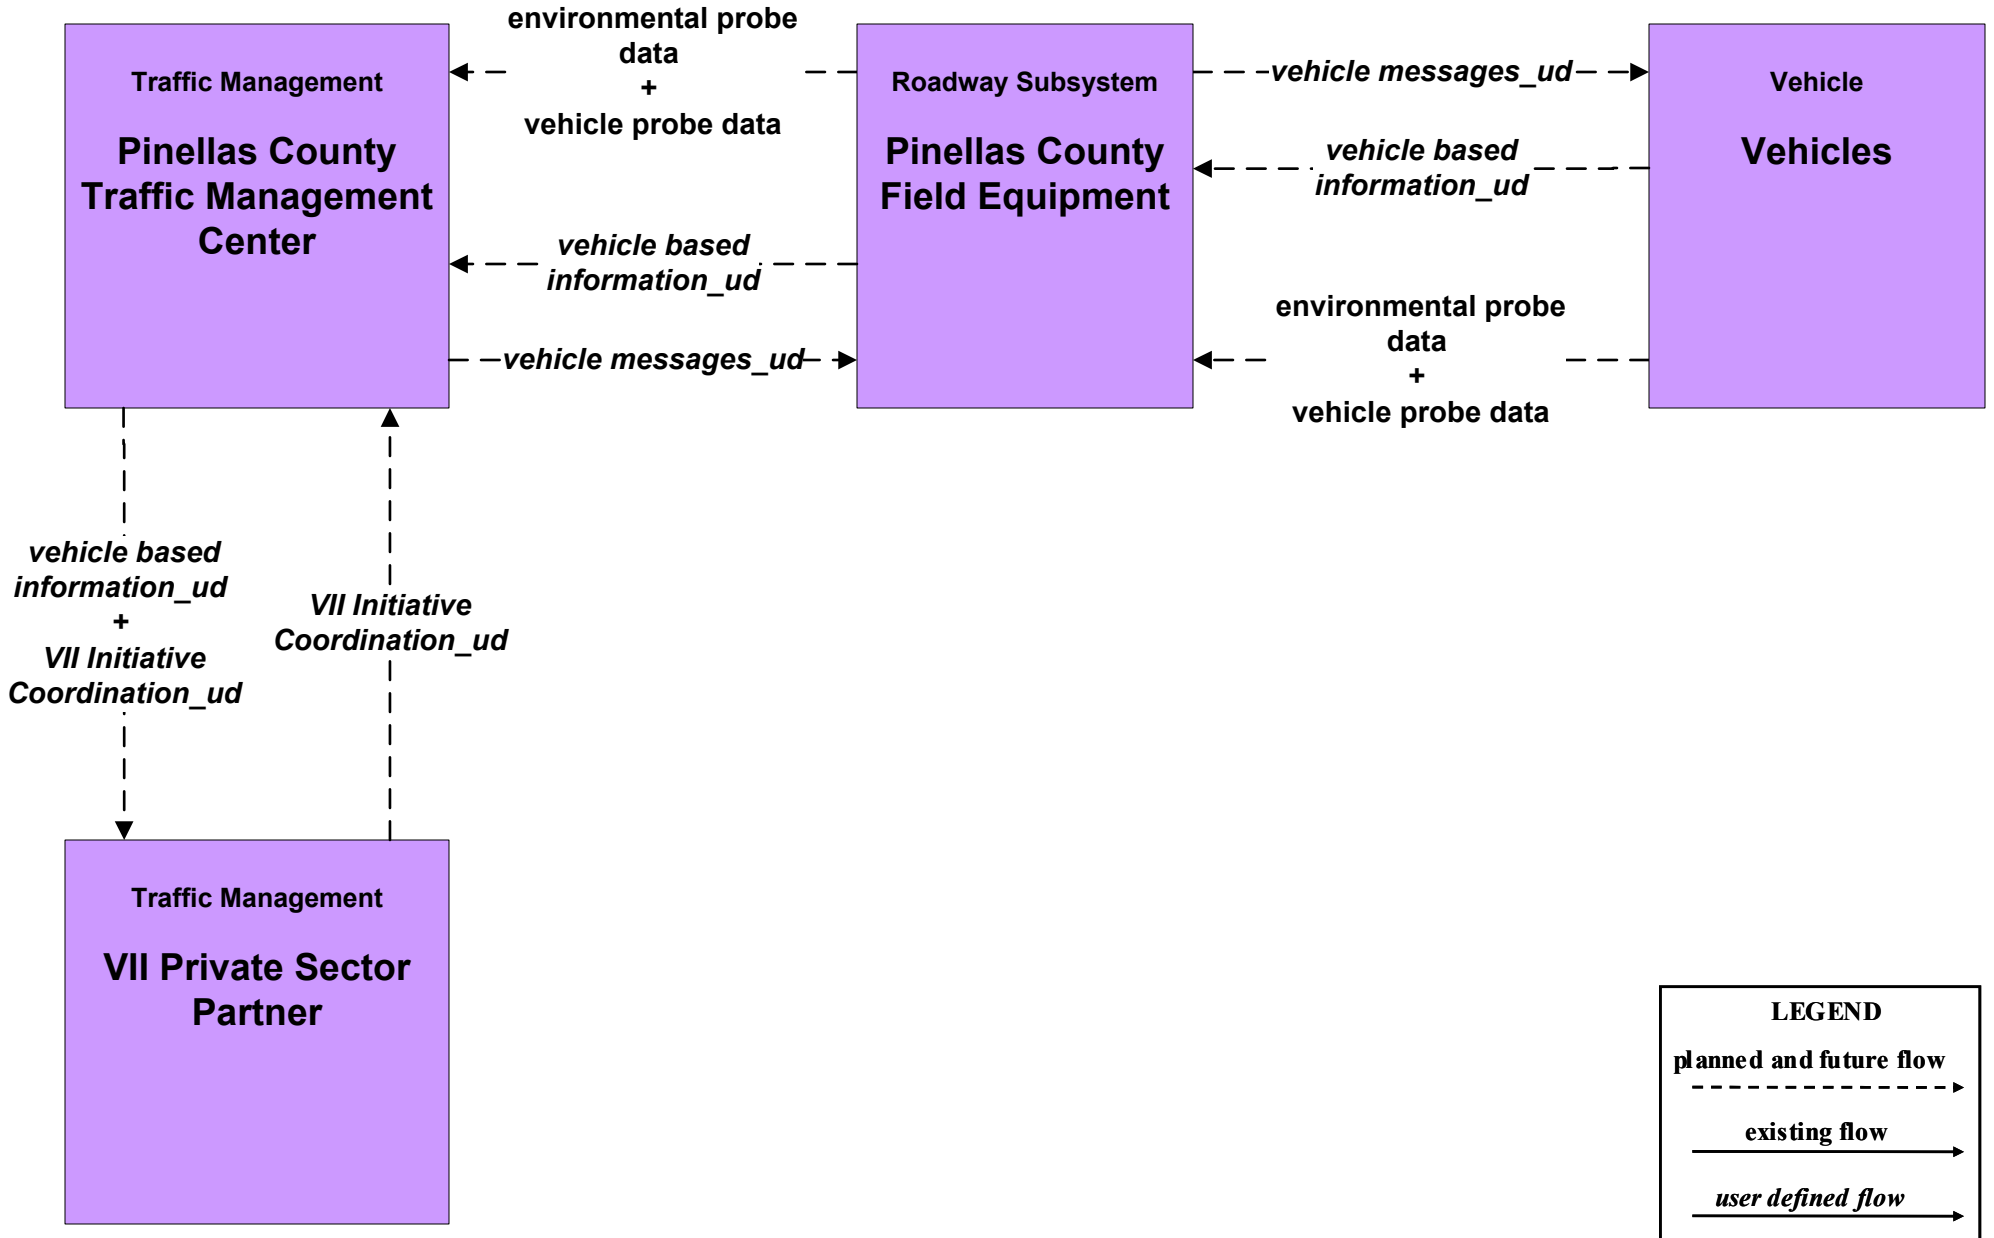 Traffic Management
Pinellas County
Traffic Management
Center
environmental probe
data
+
vehicle probe data
vehicle based
information_ud
vehicle messages_ud
Roadway Subsystem
Pinellas County
Field Equipment
vehicle messages_ud
vehicle based
information_ud
environmental probe
data
+
vehicle probe data
Vehicle
Vehicles
vehicle based
information_ud
+
VII Initiative
Coordination_ud
VII Initiative
Coordination_ud
Traffic Management
VII Private Sector
Partner
LEGEND
planned and future flow
existing flow
user defined flow